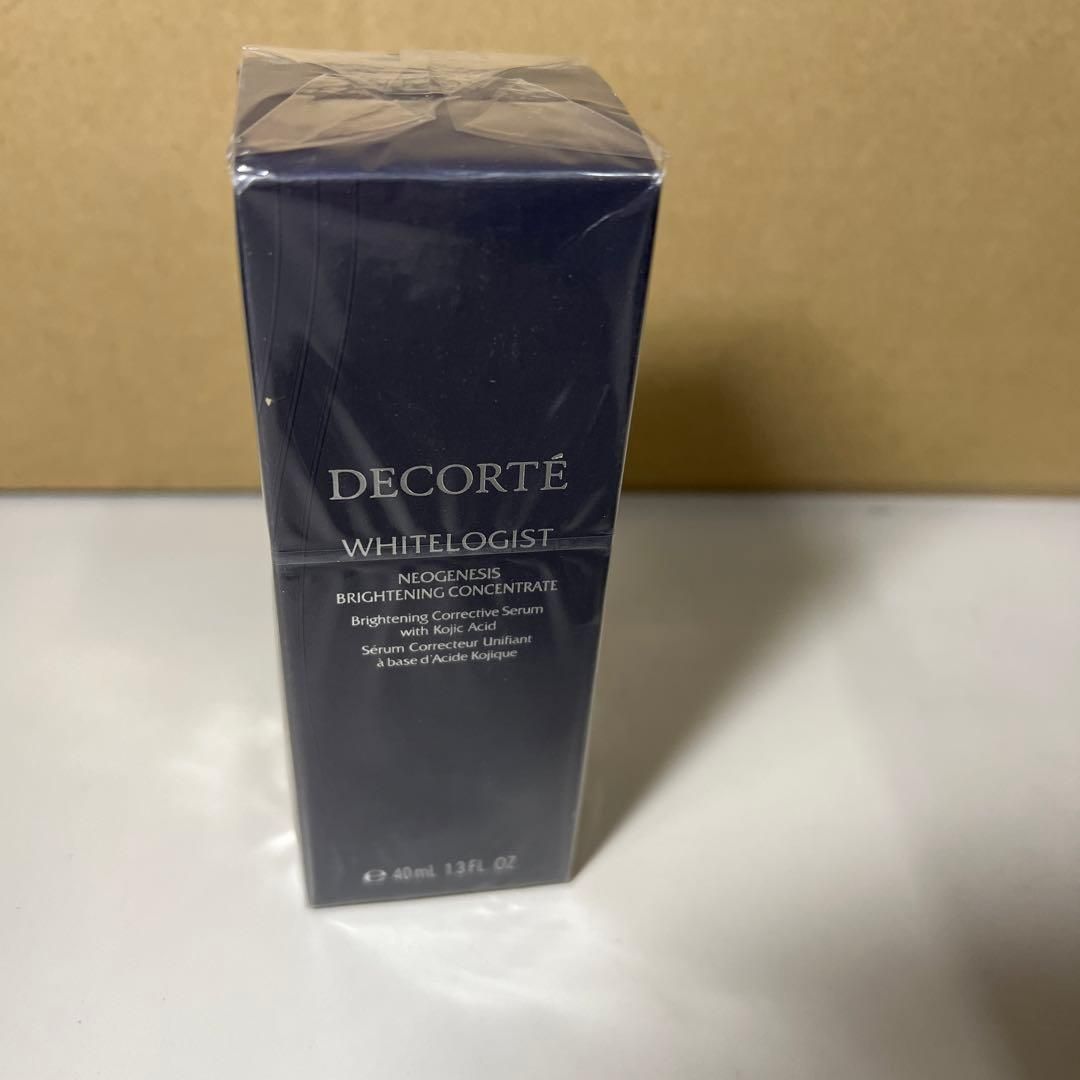 DECORTÉ
WHITELOGIST
NEOGENESIS
BRIGHTENING CONCENTRATE
Brightening Corrective Serum
with Kojic Acid
Sérum Correcteur Unifiant
à base d'Acide Kojique
℮ 40mL 1.3FL OZ